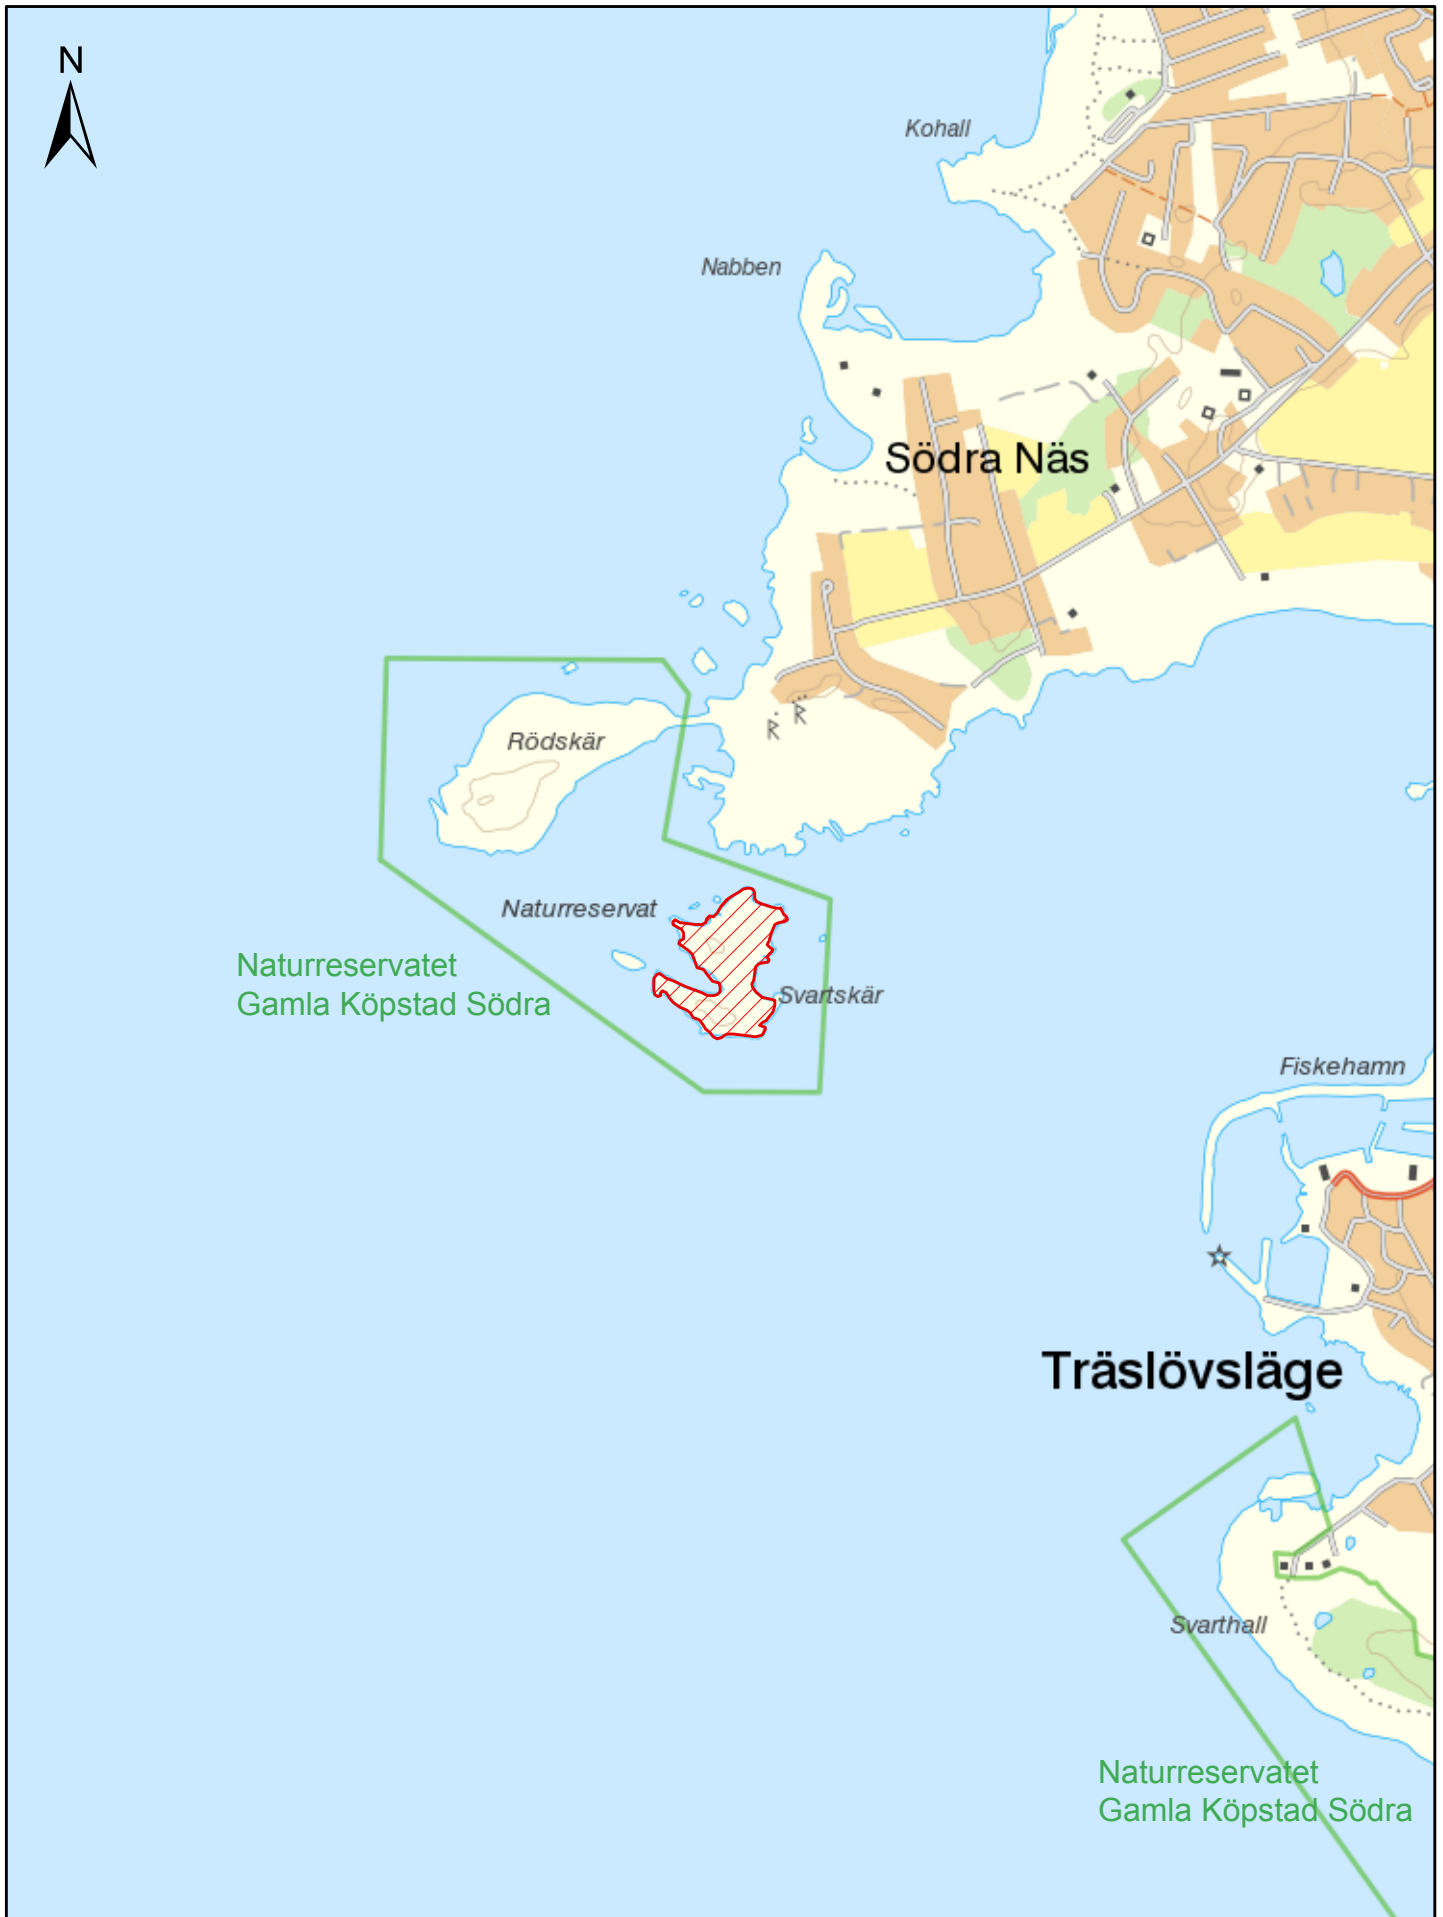 N
Kohall
Nabben
Södra Näs
Rödskär
R
R
Naturreservat
Naturreservatet
Gamla Köpstad Södra
Svartskär
Fiskehamn
Träslövsläge
Svarthall
Naturreservatet
Gamla Köpstad Södra